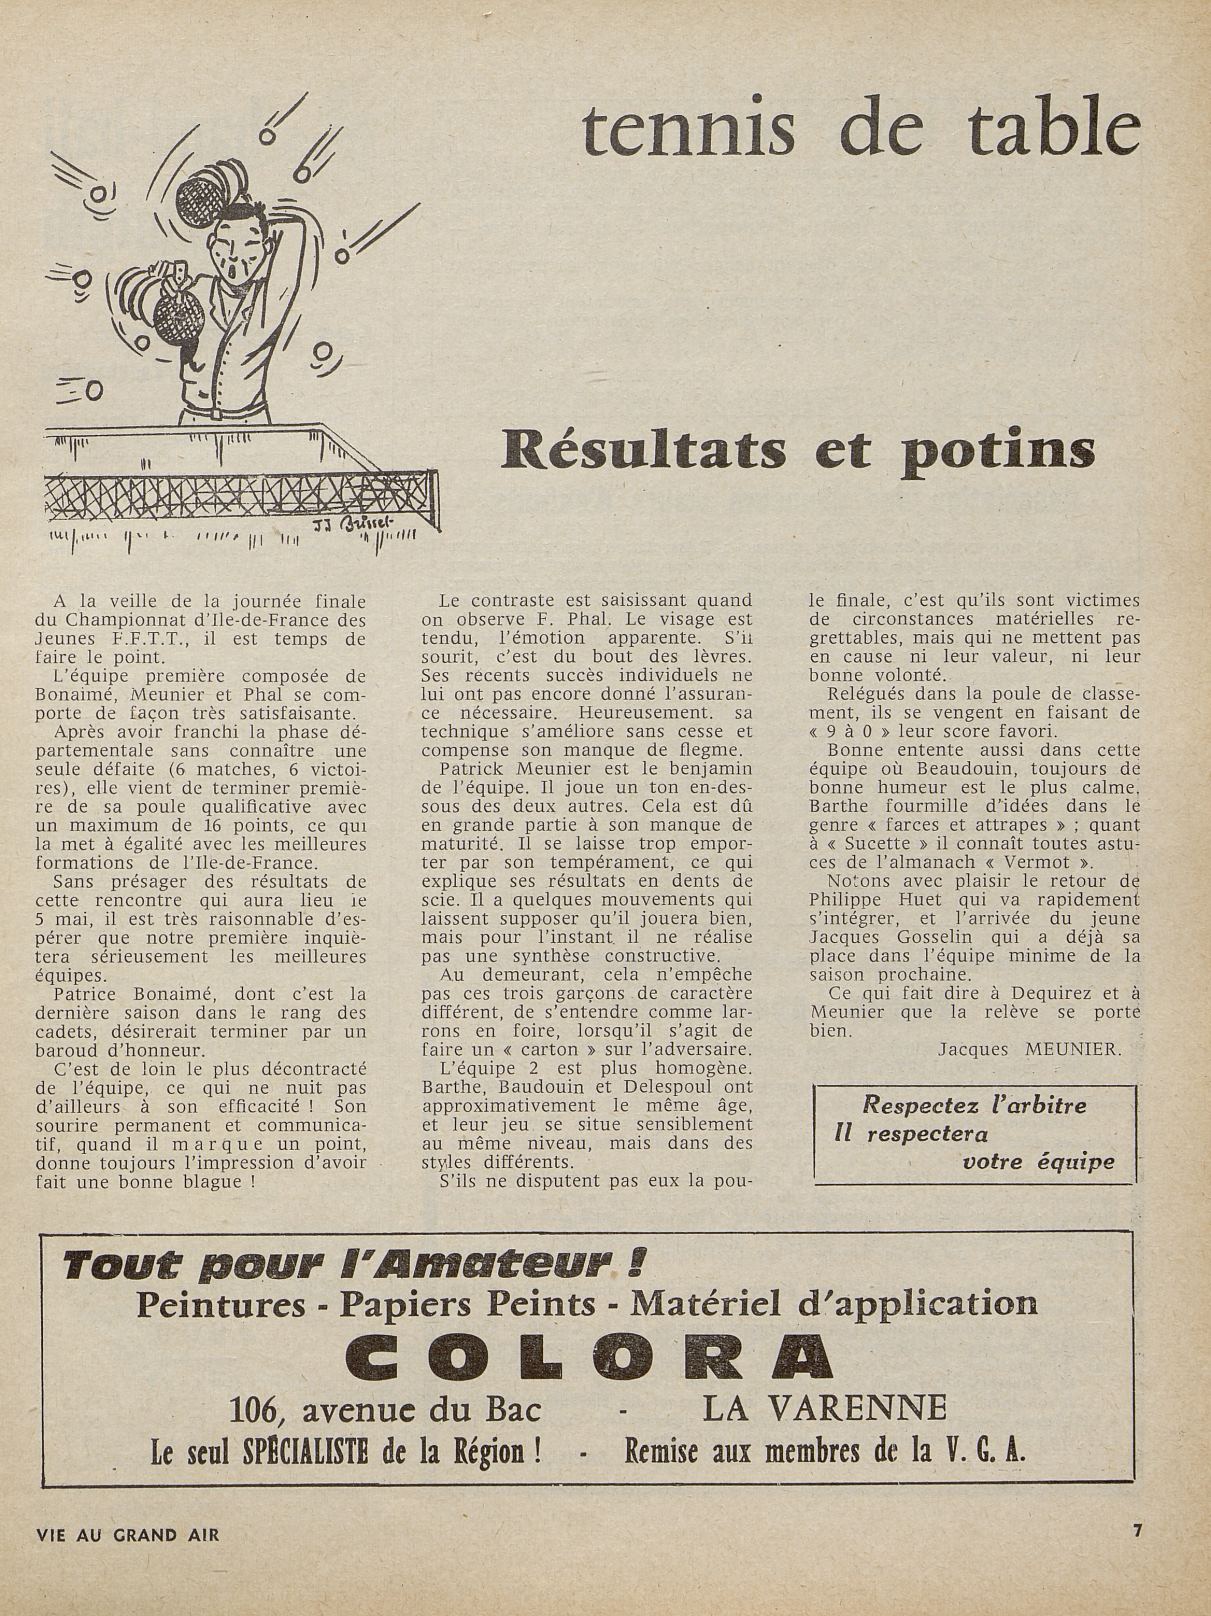 tennis de table
JJ Brisset
Résultats et potins
A la veille de la journée finale
du Championnat d'Ile-de-France des
Jeunes F.F.T.T., il est temps de
faire le point.
L'équipe première composée de
Bonaimé, Meunier et Phal se com-
porte de façon très satisfaisante.
Après avoir franchi la phase dé-
partementale sans connaître une
seule défaite (6 matches, 6 victoi-
res), elle vient de terminer premiè-
re de sa poule qualificative avec
un maximum de 16 points, ce qui
la met à égalité avec les meilleures
formations de l'Ile-de-France.
Sans présager des résultats de
cette rencontre qui aura lieu le
5 mai, il est très raisonnable d'es-
pérer que notre première inquiè-
tera sérieusement les meilleures
équipes.
Patrice Bonaimé, dont c'est la
dernière saison dans le rang des
cadets, désirerait terminer par un
baroud d'honneur.
C'est de loin le plus décontracté
de l'équipe, ce qui ne nuit pas
d'ailleurs à son efficacité ! Son
sourire permanent et communica-
tif, quand il marque un point,
donne toujours l'impression d'avoir
fait une bonne blague !
Le contraste est saisissant quand
on observe F. Phal. Le visage est
tendu, l'émotion apparente. S'il
sourit, c'est du bout des lèvres.
Ses récents succès individuels ne
lui ont pas encore donné l'assuran-
ce nécessaire. Heureusement. sa
technique s'améliore sans cesse et
compense son manque de flegme.
Patrick Meunier est le benjamin
de l'équipe. Il joue un ton en-des-
sous des deux autres. Cela est dû
en grande partie à son manque de
maturité. Il se laisse trop empor-
ter par son tempérament, ce qui
explique ses résultats en dents de
scie. Il a quelques mouvements qui
laissent supposer qu'il jouera bien,
mais pour l'instant il ne réalise
pas une synthèse constructive.
Au demeurant, cela n'empêche
pas ces trois garçons de caractère
différent, de s'entendre comme lar-
rons en foire, lorsqu'il s'agit de
faire un « carton » sur l'adversaire.
L'équipe 2 est plus homogène.
Barthe, Baudouin et Delespoul ont
approximativement le même âge,
et leur jeu se situe sensiblement
au même niveau, mais dans des
styles différents.
S'ils ne disputent pas eux la pou-
le finale, c'est qu'ils sont victimes
de circonstances matérielles re-
grettables, mais qui ne mettent pas
en cause ni leur valeur, ni leur
bonne volonté.
Relégués dans la poule de classe-
ment, ils se vengent en faisant de
« 9 à 0 » leur score favori.
Bonne entente aussi dans cette
équipe où Beaudouin, toujours de
bonne humeur est le plus calme.
Barthe fourmille d'idées dans le
genre « farces et attrapes » ; quant
à « Sucette » il connaît toutes astu-
ces de l'almanach « Vermot ».
Notons avec plaisir le retour de
Philippe Huet qui va rapidement
s'intégrer, et l'arrivée du jeune
Jacques Gosselin qui a déjà sa
place dans l'équipe minime de la
saison prochaine.
Ce qui fait dire à Dequirez et à
Meunier que la relève se porte
bien.
Jacques MEUNIER.
Respectez l'arbitre
Il respectera
votre équipe
Tout pour l'Amateur !
Peintures - Papiers Peints - Matériel d'application
COLORA
106, avenue du Bac - LA VARENNE
Le seul SPÉCIALISTE de la Région ! - Remise aux membres de la V. G. A.
VIE AU GRAND AIR
7